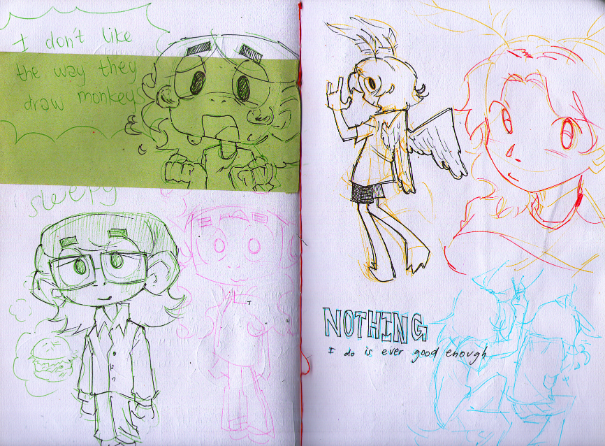 I don't like
the way they
draw monkey
sleepy
NOTHING
I do is ever good enough